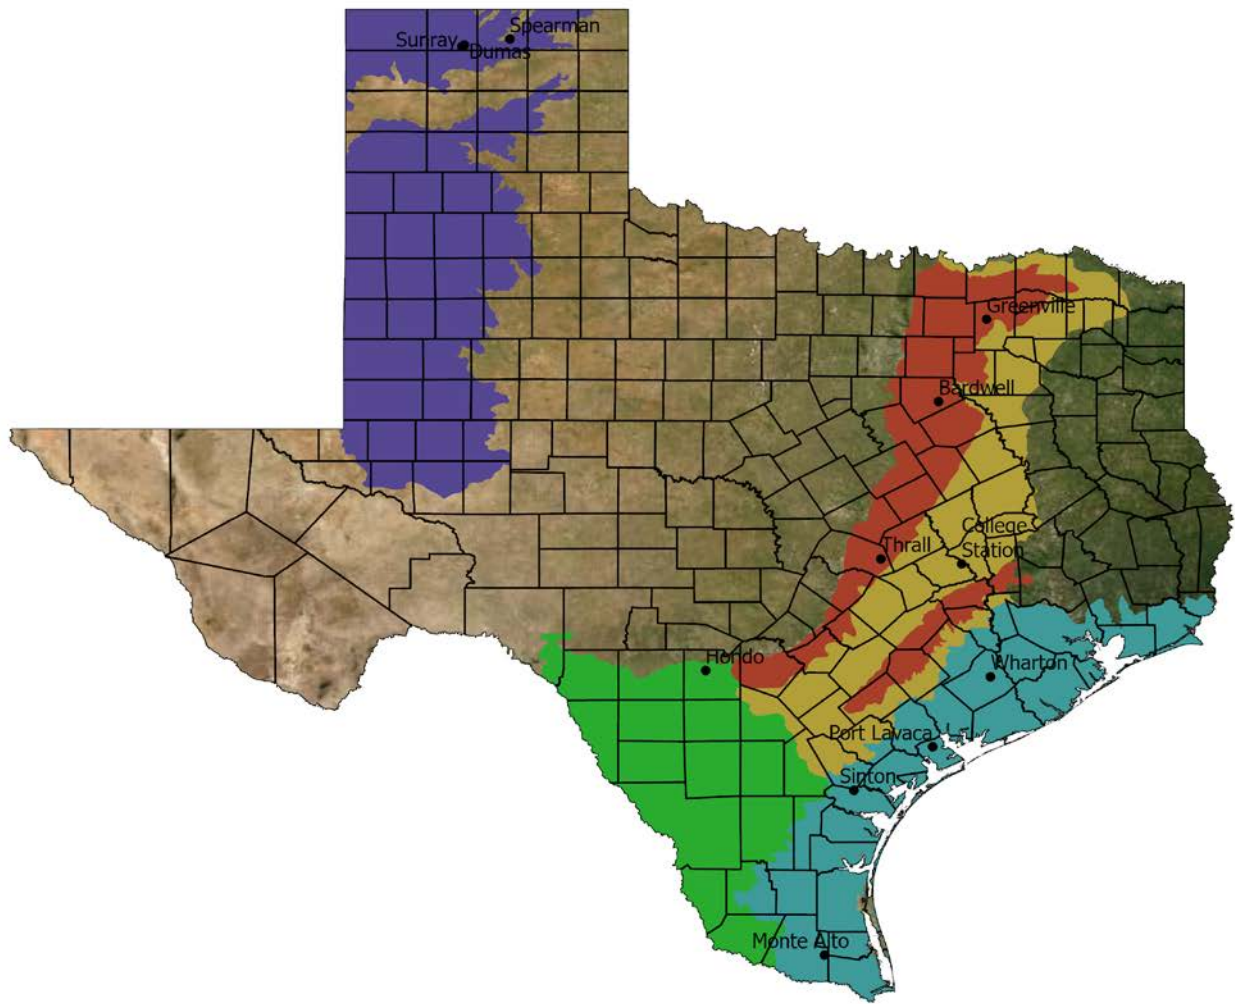 Spearman
Sunray
Dumas
Greenville
Bardwell
College
Station
Thrall
Hondo
Wharton
Port Lavaca
Sinton
Monte Alto